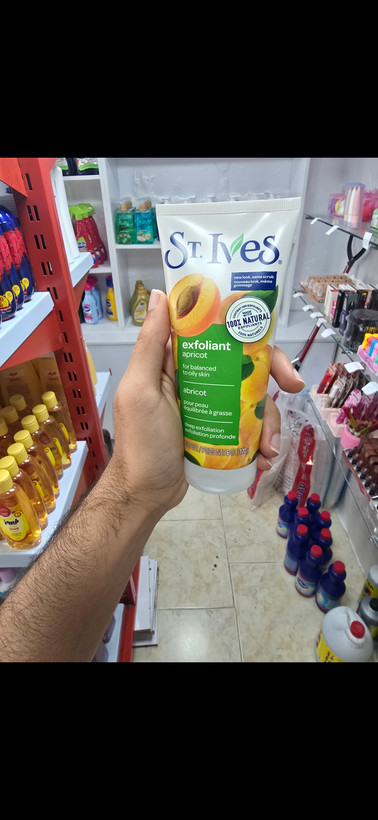 St. Ives
new look, same scrub
nouveau look, même
gommage!
100% NATURAL
exfoliant
apricot
for balanced
to oily skin
abricot
pour peau
équilibrée à grasse
deep exfoliation
exfoliation profonde